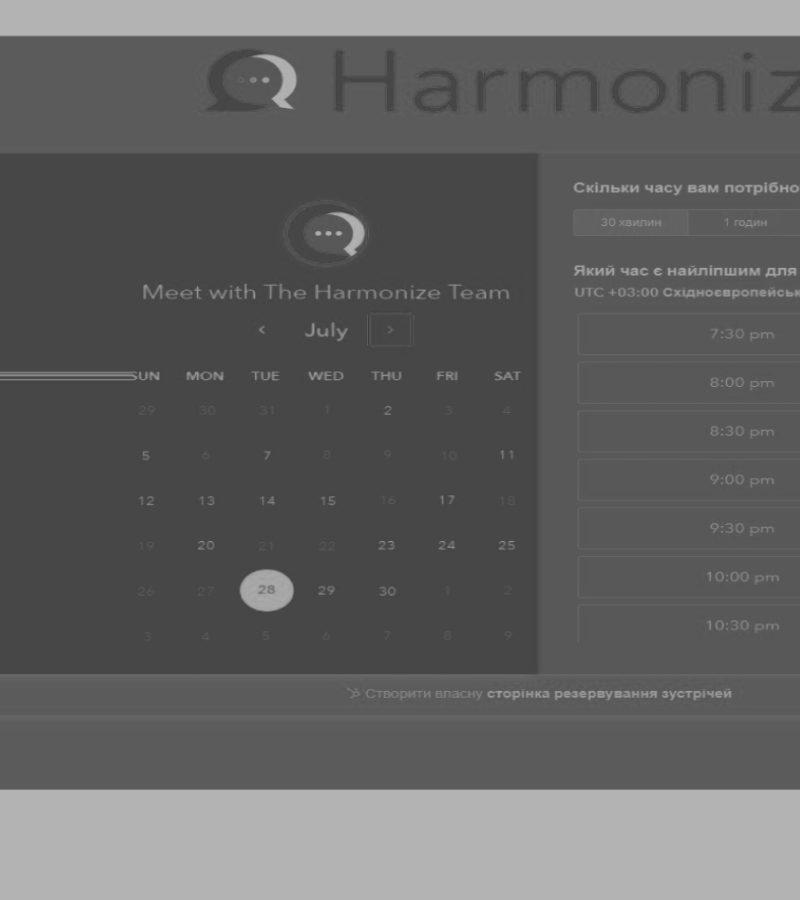 Harmoniz
Meet with The Harmonize Team
< July >
SUN MON TUE WED THU FRI SAT
29 30 31 1 2 3 4
5 6 7 8 9 10 11
12 13 14 15 16 17 18
19 20 21 22 23 24 25
26 27 28 29 30 1 2
3 4 5 6 7 8 9
Скільки часу вам потрібно
30 хвилин 1 годин
Який час є найліпшим для
UTC +03:00 Східноєвропейськ
7:30 pm
8:00 pm
8:30 pm
9:00 pm
9:30 pm
10:00 pm
10:30 pm
Створити власну сторінка резервування зустрічей